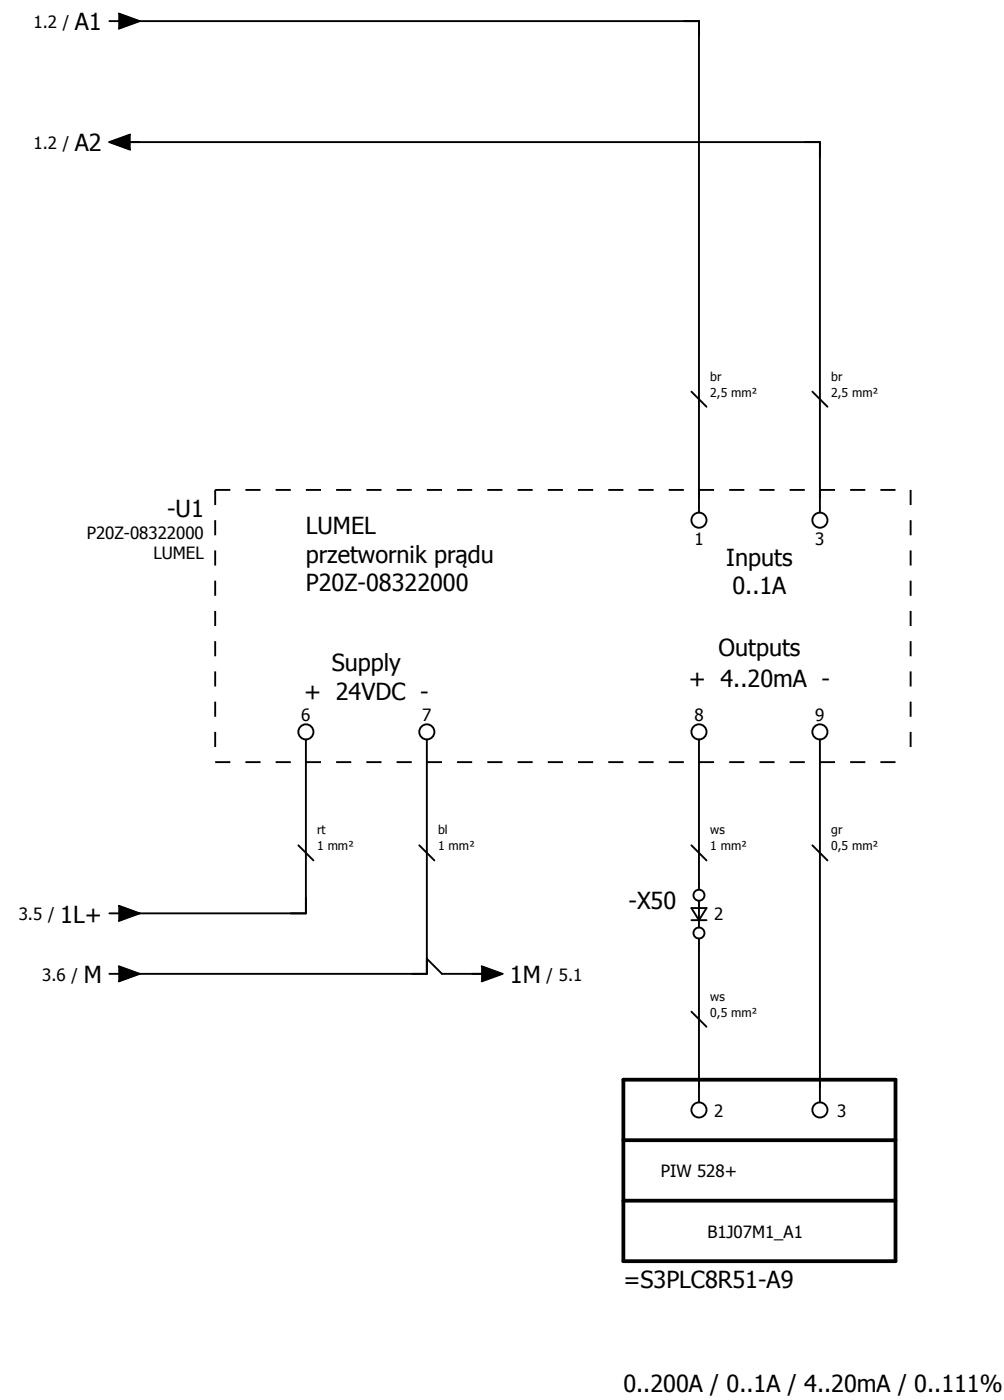 1.2 / A1
1.2 / A2
br
2,5 mm²
br
2,5 mm²
-U1
P20Z-08322000
LUMEL
LUMEL
przetwornik prądu
P20Z-08322000
1
3
Inputs
0..1A
Supply
+ 24VDC -
6
7
Outputs
+ 4..20mA -
8
9
rt
1 mm²
bl
1 mm²
ws
1 mm²
gr
0,5 mm²
-X50
2
3.5 / 1L+
3.6 / M
1M / 5.1
ws
0,5 mm²
2
3
PIW 528+
B1J07M1_A1
=S3PLC8R51-A9
0..200A / 0..1A / 4..20mA / 0..111%